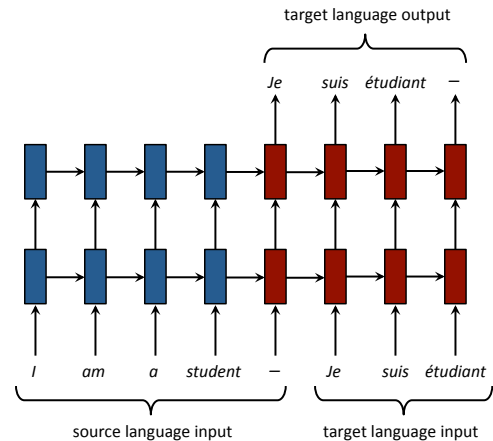 target language output
Je suis étudiant –
I am a student – Je suis étudiant
source language input target language input